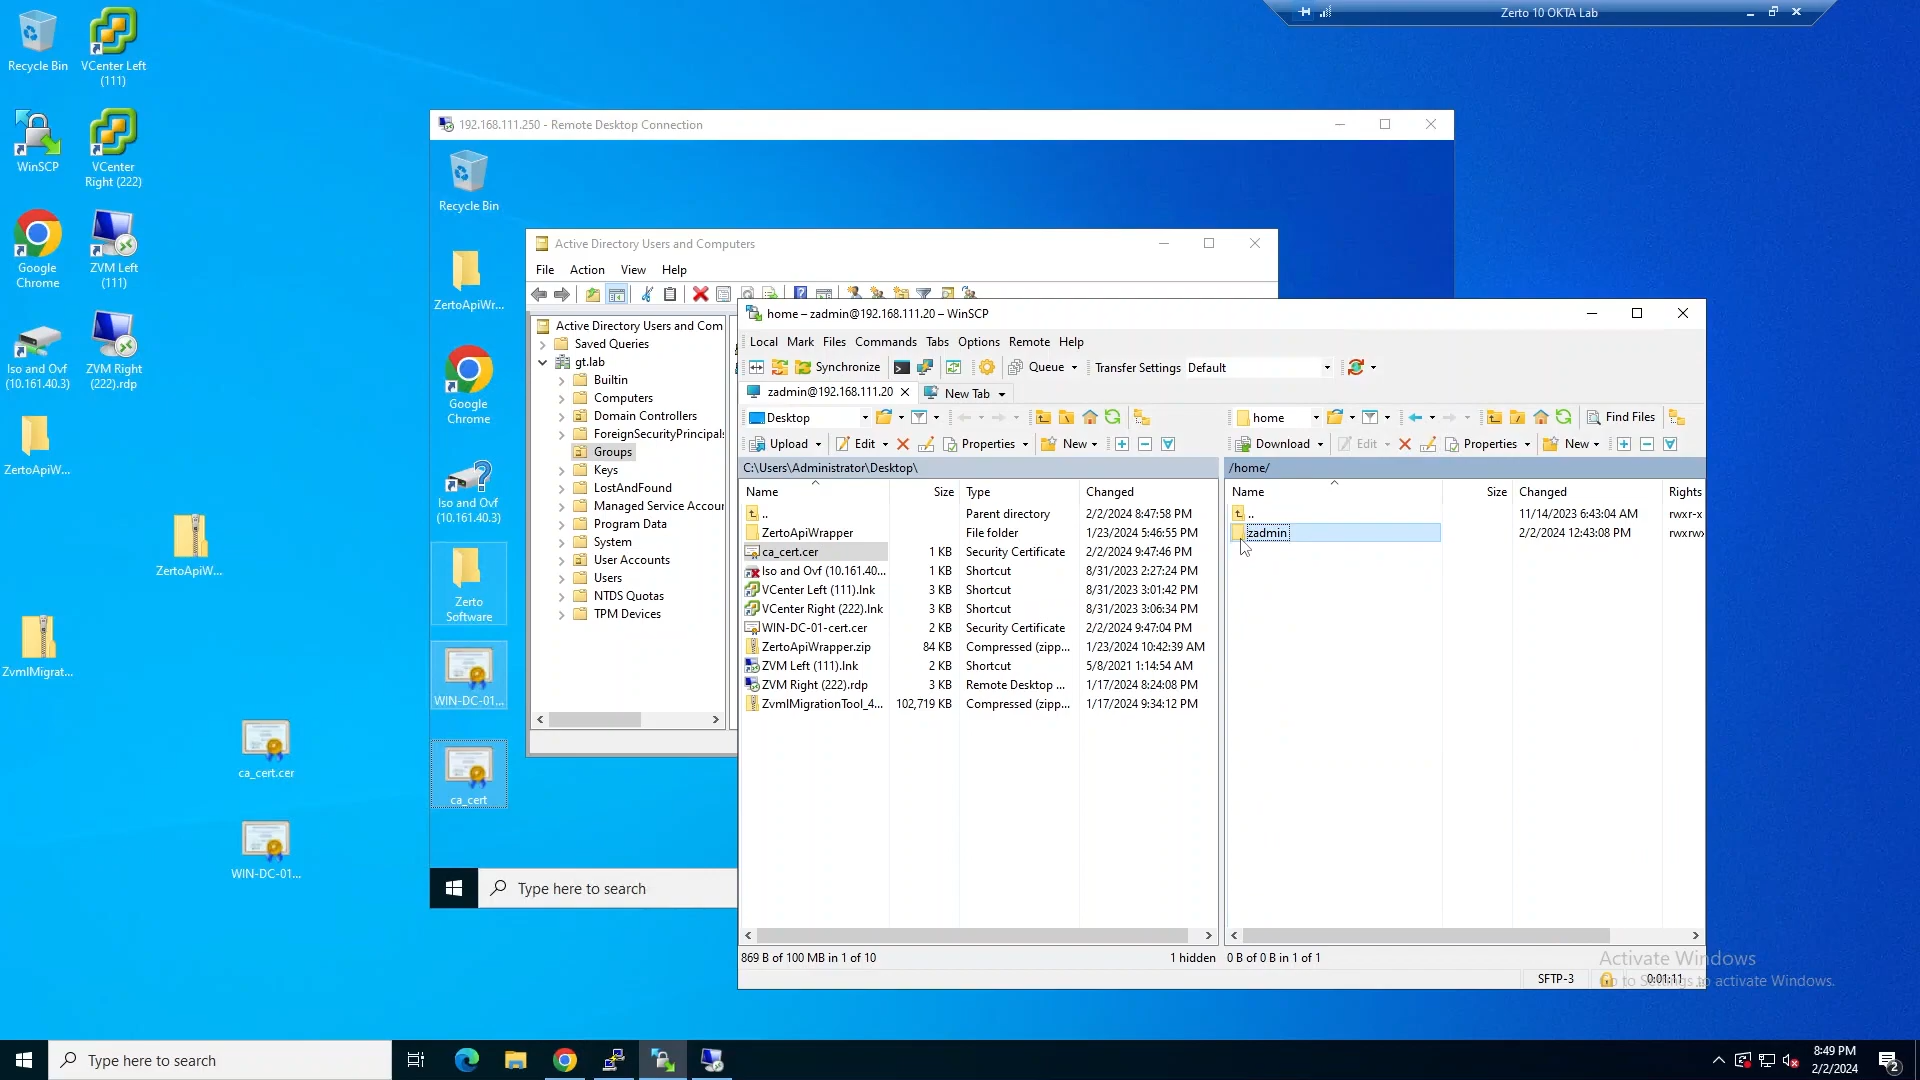 Zerto 10 OKTA Lab
Recycle Bin
VCenter Left
(111)
WinSCP
VCenter
Right (222)
Google
Chrome
ZVM Left
(111)
Iso and Ovf
(10.161.40.3)
ZVM Right
(222).rdp
ZertoApiW...
ZertoApiW...
ZvmlMigrat...
ca_cert.cer
WIN-DC-01...
192.168.111.250 - Remote Desktop Connection
Recycle Bin
ZertoApiWr...
Google
Chrome
Iso and Ovf
(10.161.40.3)
Zerto
Software
WIN-DC-01...
ca_cert
Type here to search
Active Directory Users and Computers
File Action View Help
Active Directory Users and Com
Saved Queries
gt.lab
Builtin
Computers
Domain Controllers
ForeignSecurityPrincipals
Groups
Keys
LostAndFound
Managed Service Accour
Program Data
System
User Accounts
Users
NTDS Quotas
TPM Devices
home – zadmin@192.168.111.20 – WinSCP
Local Mark Files Commands Tabs Options Remote Help
Synchronize Queue Transfer Settings Default
zadmin@192.168.111.20 New Tab
Desktop
Upload Edit Properties New
C:\Users\Administrator\Desktop\
Name Size Type Changed
.. Parent directory 2/2/2024 8:47:58 PM
ZertoApiWrapper File folder 1/23/2024 5:46:55 PM
ca_cert.cer 1 KB Security Certificate 2/2/2024 9:47:46 PM
Iso and Ovf (10.161.40... 1 KB Shortcut 8/31/2023 2:27:24 PM
VCenter Left (111).lnk 3 KB Shortcut 8/31/2023 3:01:42 PM
VCenter Right (222).lnk 3 KB Shortcut 8/31/2023 3:06:34 PM
WIN-DC-01-cert.cer 2 KB Security Certificate 2/2/2024 9:47:04 PM
ZertoApiWrapper.zip 84 KB Compressed (zipp... 1/23/2024 10:42:39 AM
ZVM Left (111).lnk 2 KB Shortcut 5/8/2021 1:14:54 AM
ZVM Right (222).rdp 3 KB Remote Desktop ... 1/17/2024 8:24:08 PM
ZvmlMigrationTool_4... 102,719 KB Compressed (zipp... 1/17/2024 9:34:12 PM
869 B of 100 MB in 1 of 10 1 hidden
home Find Files
Download Edit Properties New
/home/
Name Size Changed Rights
.. 11/14/2023 6:43:04 AM rwxr-x
zadmin 2/2/2024 12:43:08 PM rwxrwx
0 B of 0 B in 1 of 1
SFTP-3 0:01:11
Activate Windows
Go to Settings to activate Windows.
Type here to search
8:49 PM
2/2/2024
2